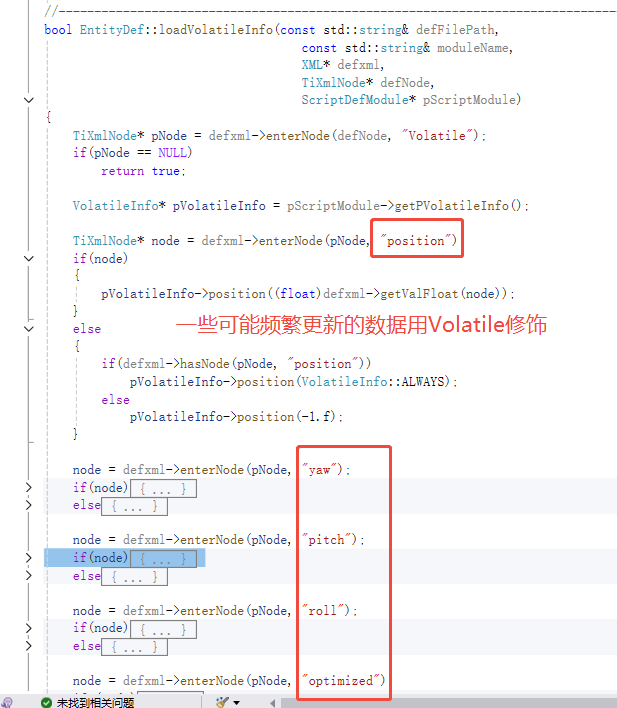 //---------------------------------------------------------------------------------
bool EntityDef::loadVolatileInfo(const std::string& defFilePath,
const std::string& moduleName,
XML* defxml,
TiXmlNode* defNode,
ScriptDefModule* pScriptModule)
{
TiXmlNode* pNode = defxml->enterNode(defNode, "Volatile");
if(pNode == NULL)
return true;
VolatileInfo* pVolatileInfo = pScriptModule->getPVolatileInfo();
TiXmlNode* node = defxml->enterNode(pNode, "position")
if(node)
{
pVolatileInfo->position((float)defxml->getValFloat(node));
}
else
一些可能频繁更新的数据用Volatile修饰
{
if(defxml->hasNode(pNode, "position"))
pVolatileInfo->position(VolatileInfo::ALWAYS);
else
pVolatileInfo->position(-1.f);
}
node = defxml->enterNode(pNode, "yaw");
if(node){ ... }
else{ ... }
node = defxml->enterNode(pNode, "pitch");
if(node){ ... }
else{ ... }
node = defxml->enterNode(pNode, "roll");
if(node){ ... }
else{ ... }
node = defxml->enterNode(pNode, "optimized")
未找到相关问题